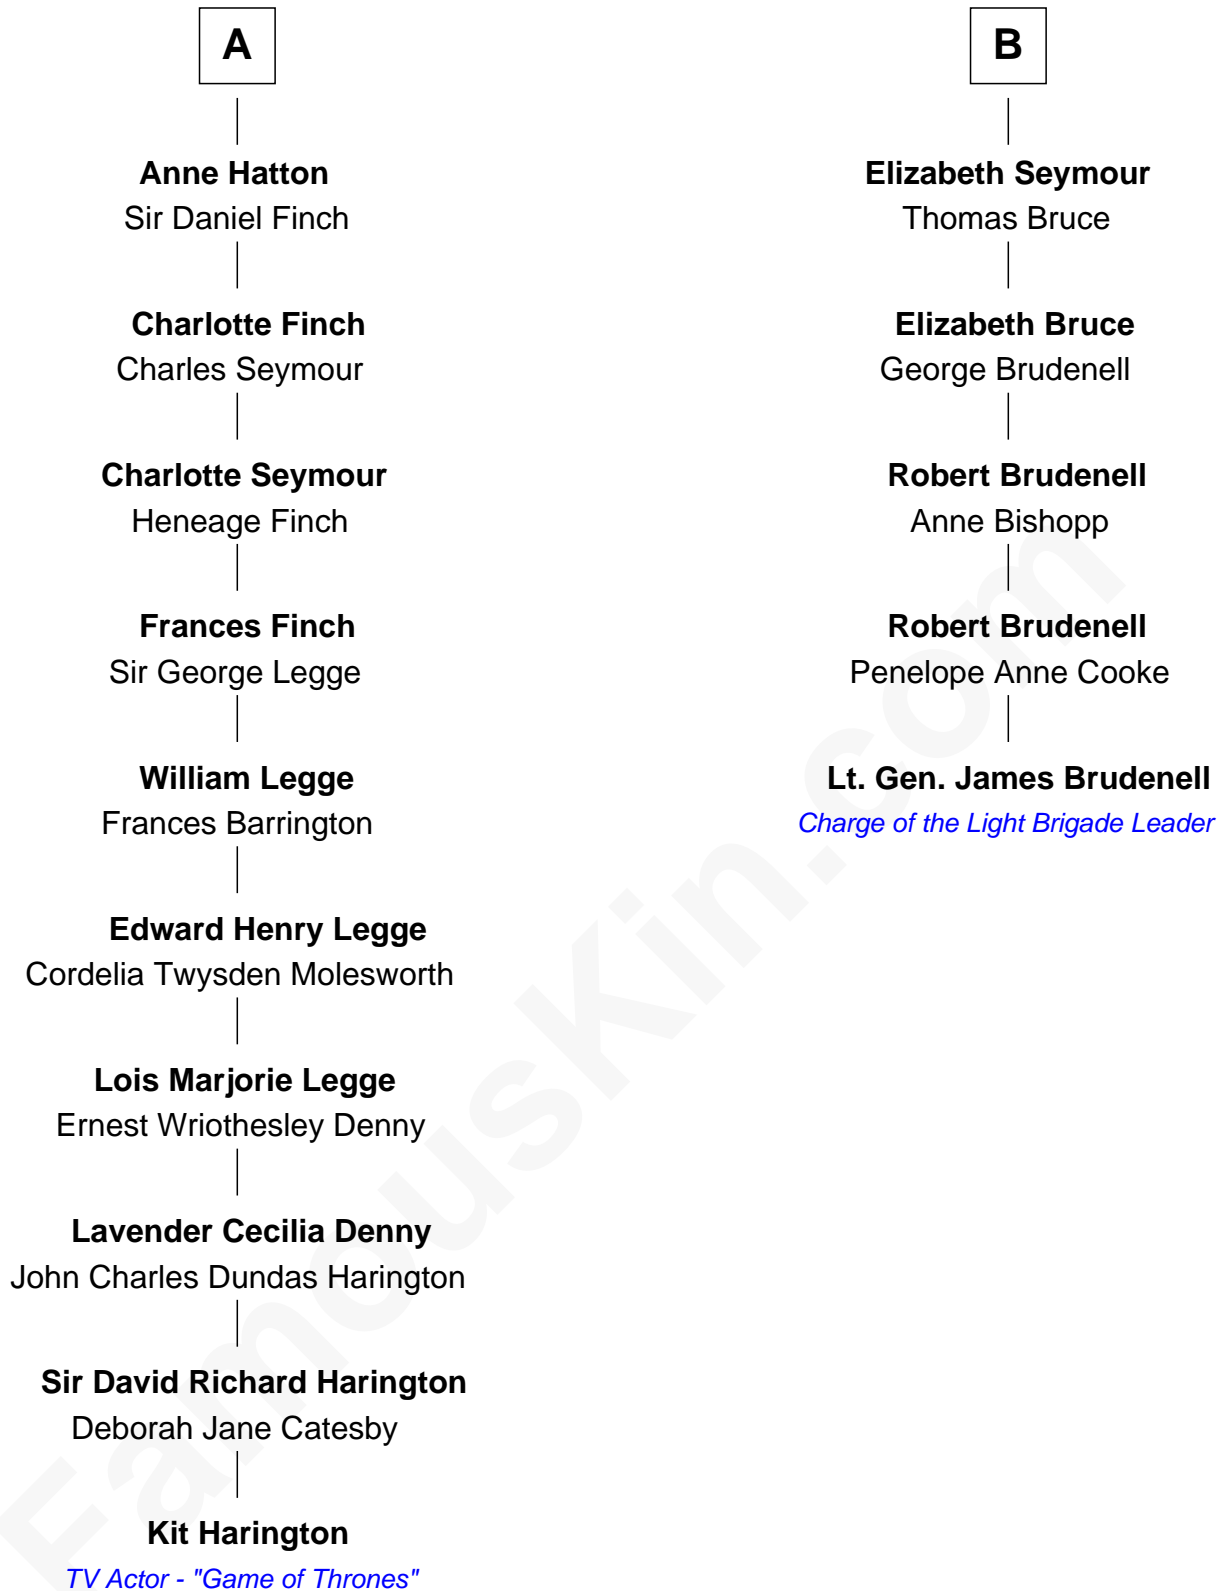 A
Anne Hatton
Sir Daniel Finch
Charlotte Finch
Charles Seymour
Charlotte Seymour
Heneage Finch
Frances Finch
Sir George Legge
William Legge
Frances Barrington
Edward Henry Legge
Cordelia Twysden Molesworth
Lois Marjorie Legge
Ernest Wriothesley Denny
Lavender Cecilia Denny
John Charles Dundas Harington
Sir David Richard Harington
Deborah Jane Catesby
Kit Harington
TV Actor - "Game of Thrones"
B
Elizabeth Seymour
Thomas Bruce
Elizabeth Bruce
George Brudenell
Robert Brudenell
Anne Bishopp
Robert Brudenell
Penelope Anne Cooke
Lt. Gen. James Brudenell
Charge of the Light Brigade Leader
FamousKin.com